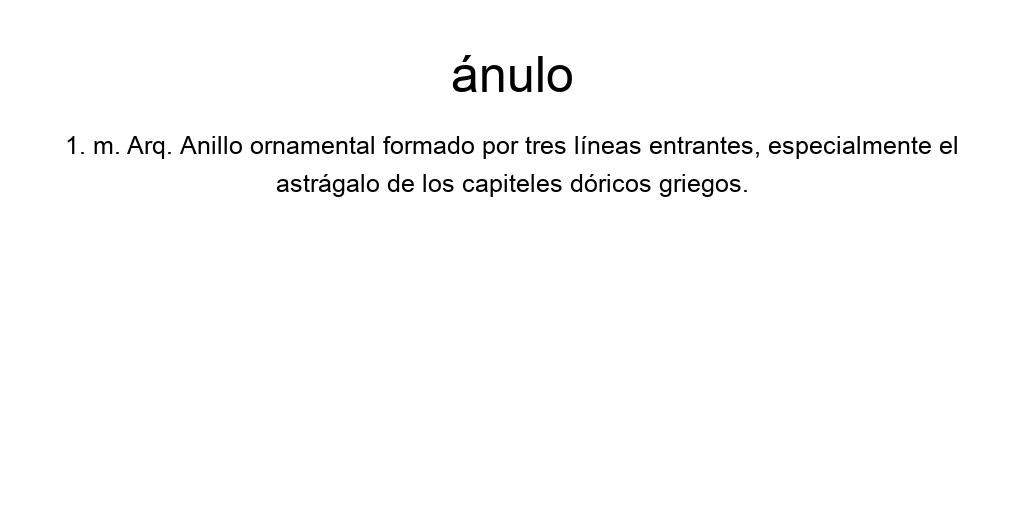 ánulo
1. m. Arq. Anillo ornamental formado por tres líneas entrantes, especialmente el
astrágalo de los capiteles dóricos griegos.